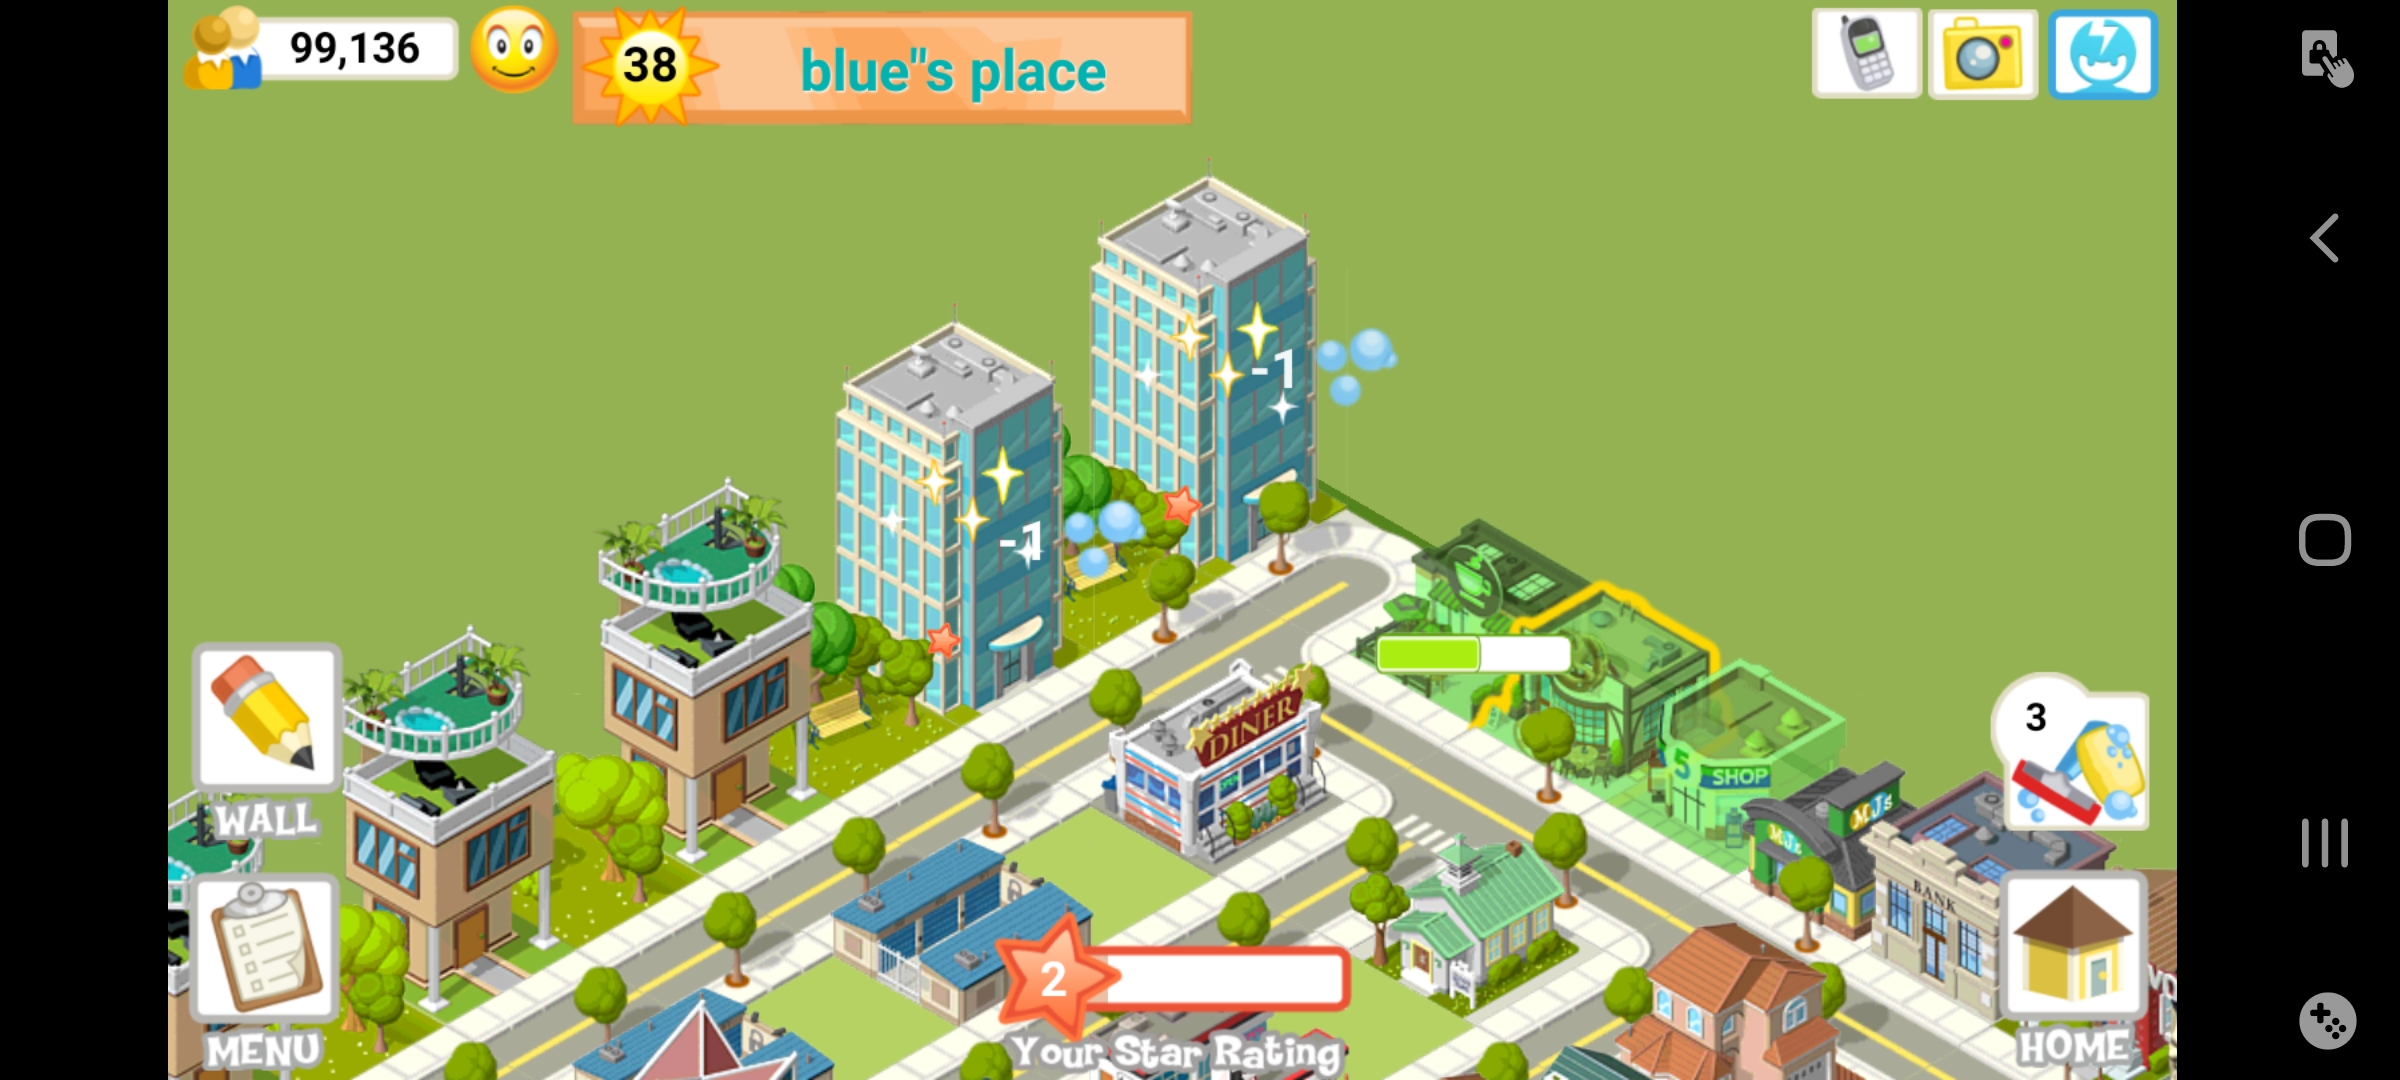 99,136
38
blue"s place
-1
-1
DINER
5
SHOP
MJ's
MJ's
BANK
3
WALL
2
MENU
Your Star Rating
HOME